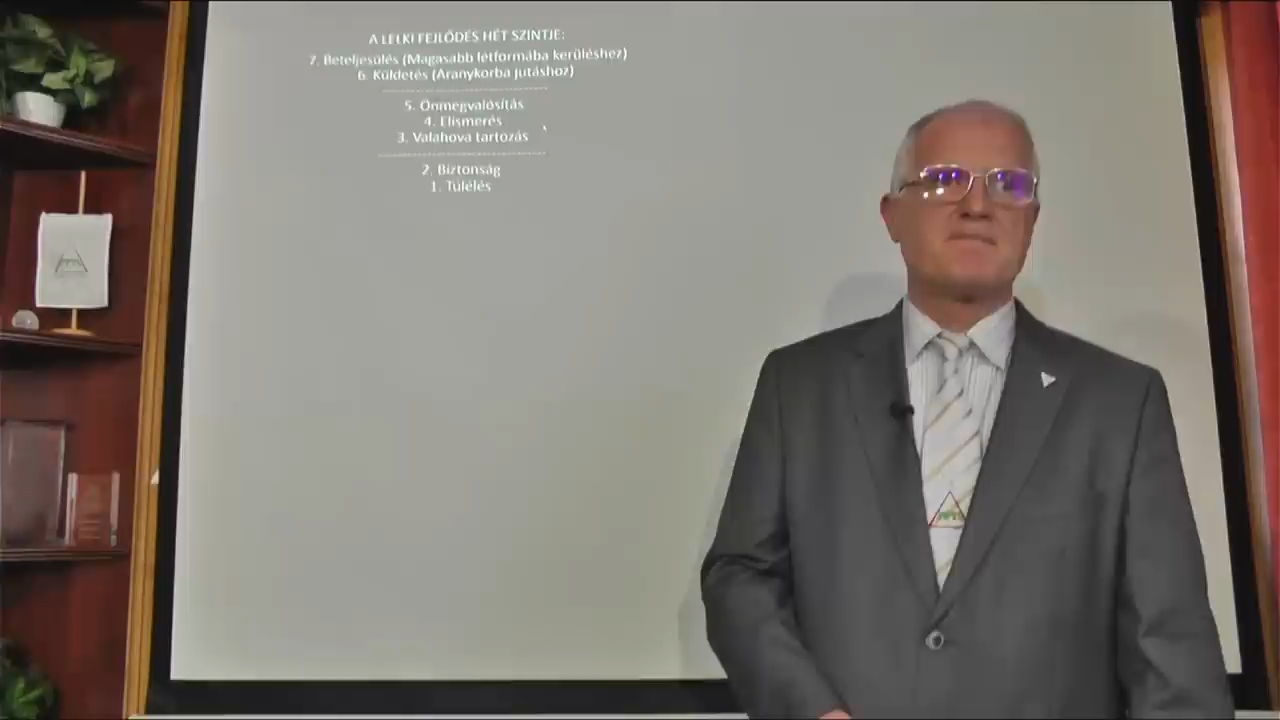 A LELKI FEJLŐDÉS HÉT SZINTJE:
7. Beteljesülés (Magasabb létformába kerüléshez)
6. Küldetés (Aranykorba jutáshoz)
5. Önmegvalósítás
4. Elismerés
3. Valahova tartozás
2. Biztonság
1. Túlélés